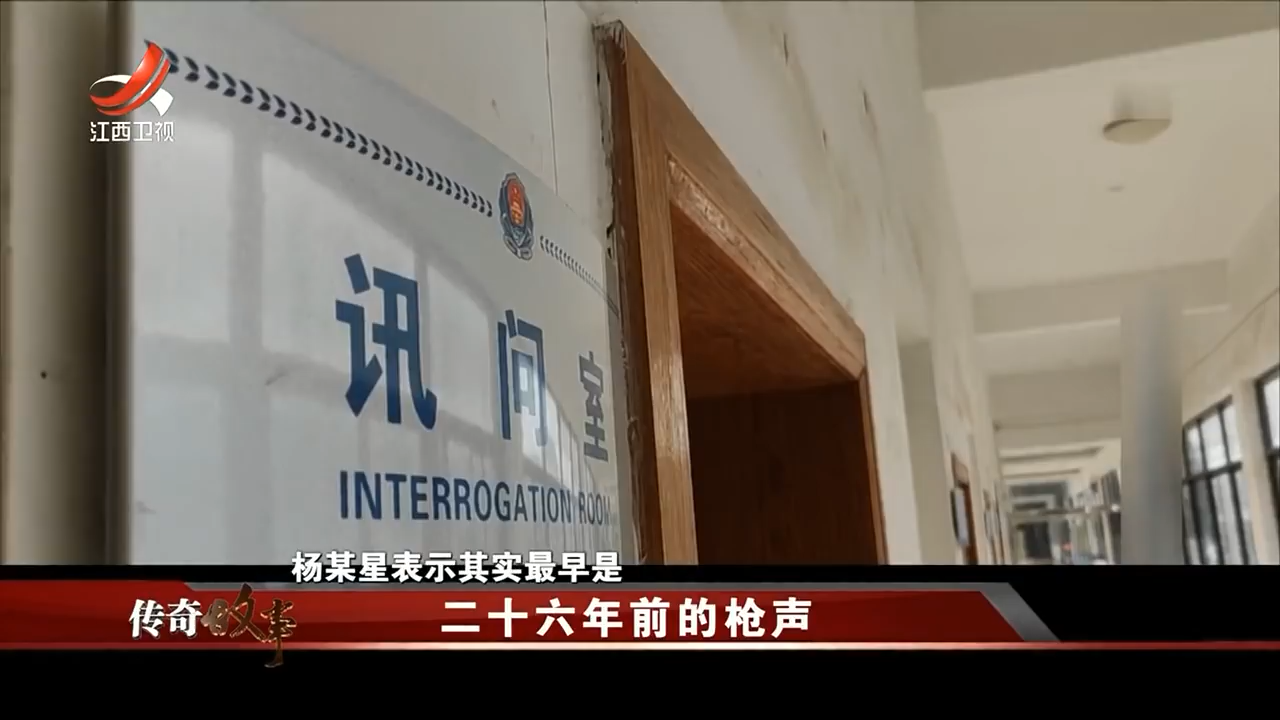 江西卫视
讯问室
INTERROGATION ROOM
杨某星表示其实最早是
传奇故事
二十六年前的枪声